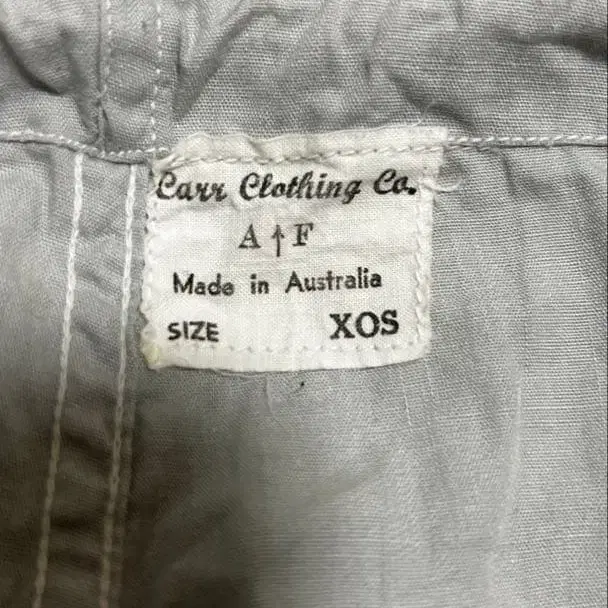 Carr Clothing Co.
A ↑ F
Made in Australia
SIZE XOS